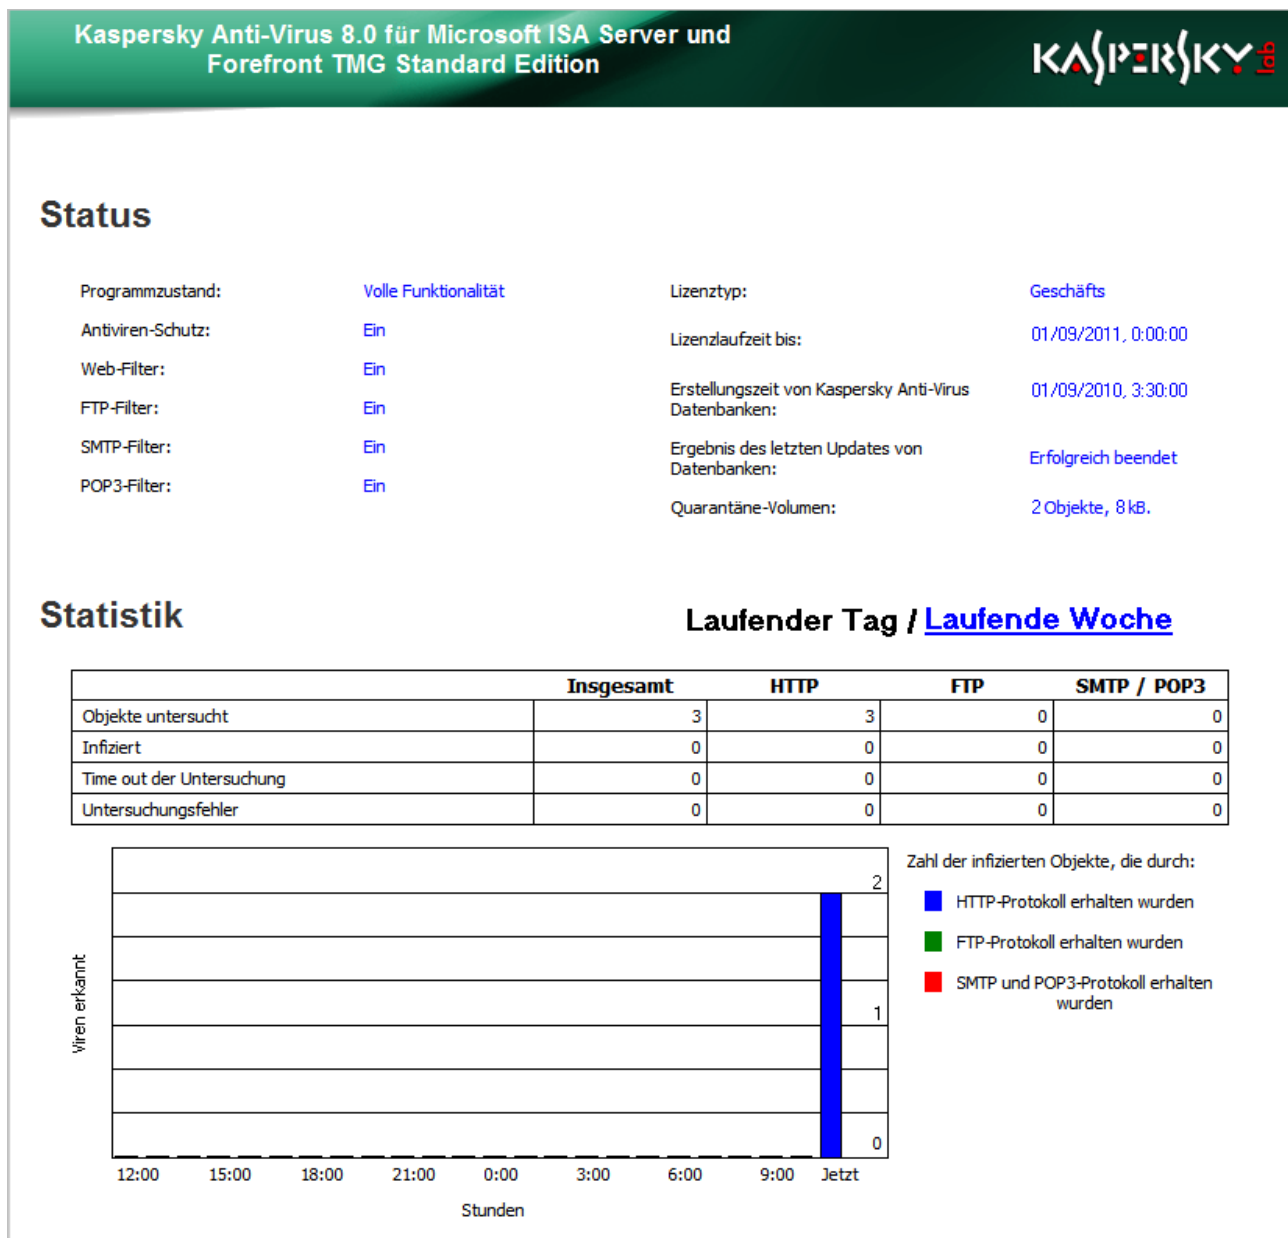 Kaspersky Anti-Virus 8.0 für Microsoft ISA Server und
Forefront TMG Standard Edition
KASPERSKY lab
Status
Programmzustand: Volle Funktionalität
Antiviren-Schutz: Ein
Web-Filter: Ein
FTP-Filter: Ein
SMTP-Filter: Ein
POP3-Filter: Ein
Lizenztyp: Geschäfts
Lizenlaufzeit bis: 01/09/2011, 0:00:00
Erstellungszeit von Kaspersky Anti-Virus 01/09/2010, 3:30:00
Datenbanken:
Ergebnis des letzten Updates von
Datenbanken: Erfolgreich beendet
Quarantäne-Volumen: 2 Objekte, 8 kB.
Statistik
Laufender Tag / Laufende Woche
Insgesamt HTTP FTP SMTP / POP3
Objekte untersucht 3 3 0 0
Infiziert 0 0 0 0
Time out der Untersuchung 0 0 0 0
Untersuchungsfehler 0 0 0 0
Viren erkannt
2
1
0
12:00 15:00 18:00 21:00 0:00 3:00 6:00 9:00 Jetzt
Stunden
Zahl der infizierten Objekte, die durch:
HTTP-Protokoll erhalten wurden
FTP-Protokoll erhalten wurden
SMTP und POP3-Protokoll erhalten
wurden